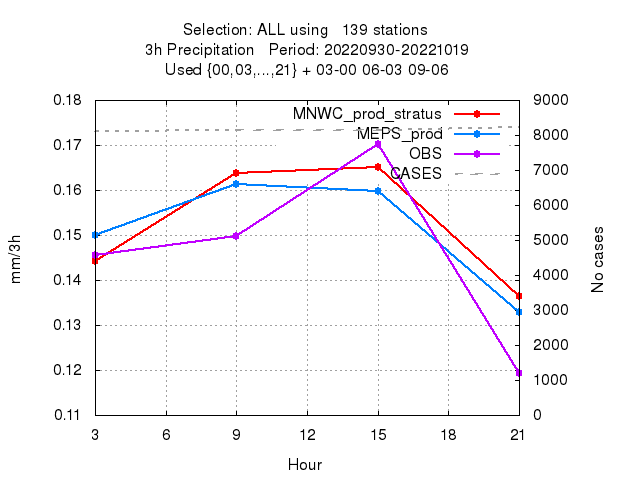 Selection: ALL using   139 stations
3h Precipitation   Period: 20220930-20221019
Used {00,03,...,21} + 03-00 06-03 09-06
0.18
0.17
0.16
0.15
0.14
0.13
0.12
0.11
9000
8000
7000
6000
5000
4000
3000
2000
1000
0
MNWC_prod_stratus
MEPS_prod
OBS
CASES
mm/3h
No cases
3 6 9 12 15 18 21
Hour